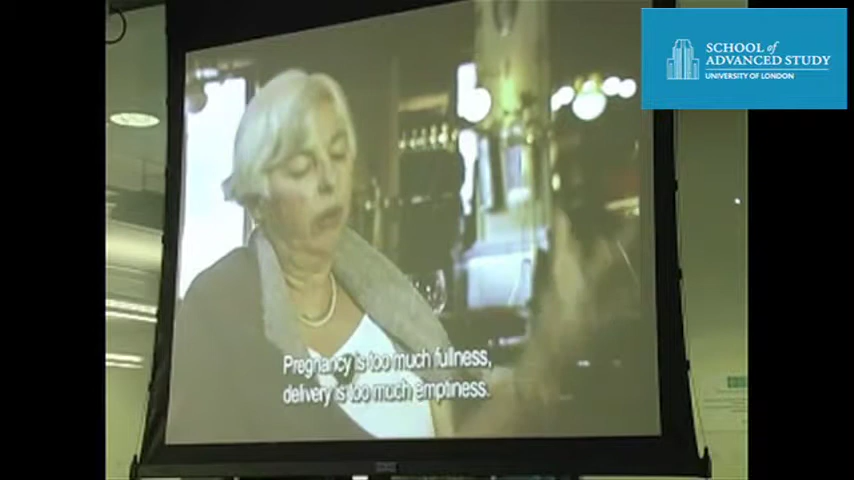 SCHOOL of
ADVANCED STUDY
UNIVERSITY OF LONDON
Pregnancy is too much fullness,
delivery is too much emptiness.